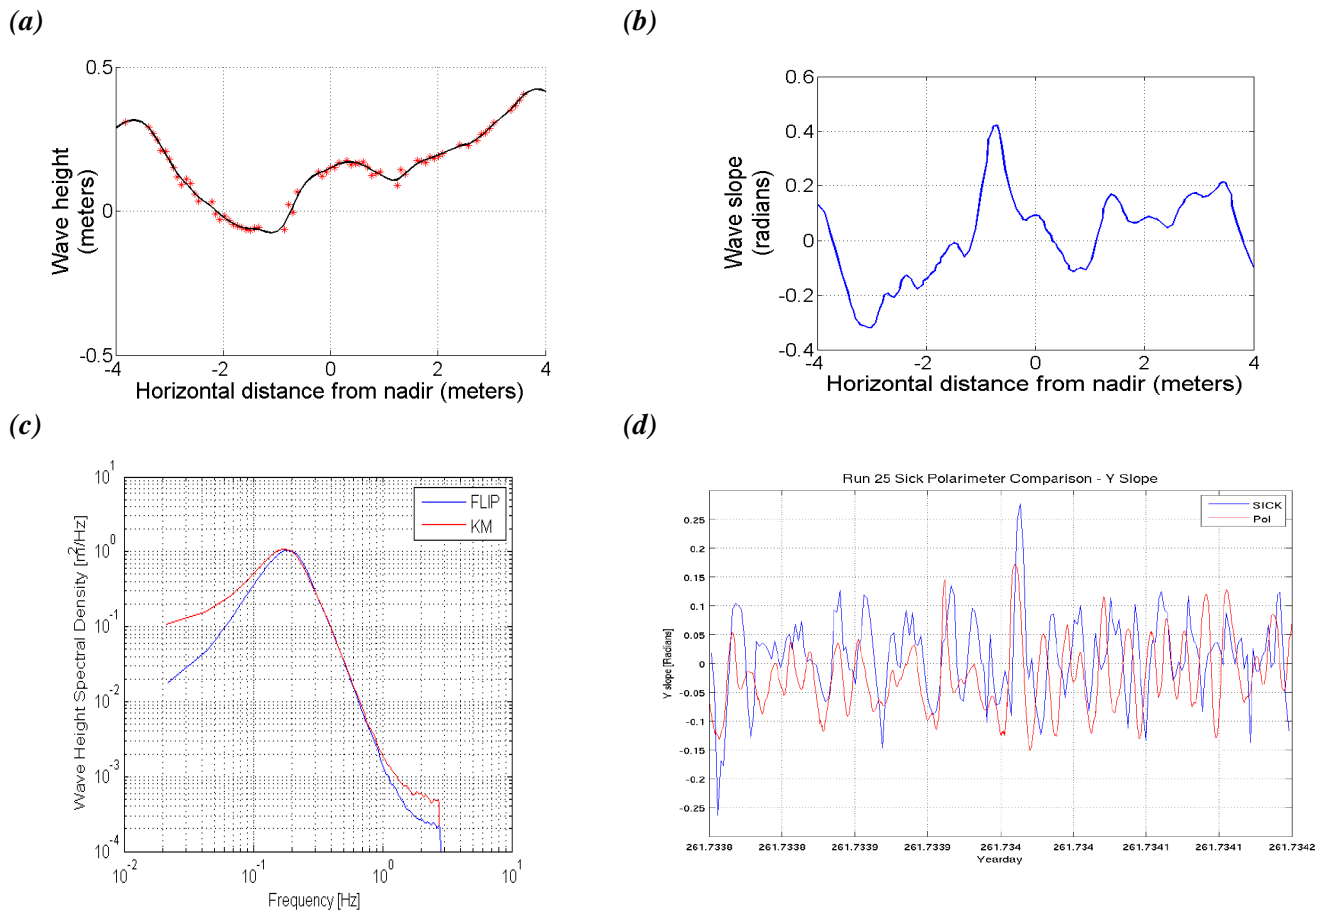 (a)
(b)
0.5
0
-0.5
Wave height
(meters)
-4
-2
0
2
4
Horizontal distance from nadir (meters)
0.6
0.4
0.2
0
-0.2
-0.4
Wave slope
(radians)
-4
-2
0
2
4
Horizontal distance from nadir (meters)
(c)
(d)
10^1
10^0
10^-1
10^-2
10^-3
10^-4
Wave Height Spectral Density [m^2/Hz]
FLIP
KM
10^-2
10^-1
10^0
10^1
Frequency [Hz]
Run 25 Sick Polarimeter Comparison - Y Slope
SICK
Pol
0.25
0.2
0.15
0.1
0.05
0
-0.05
-0.1
-0.15
-0.2
-0.25
Y slope [Radians]
261.7338
261.7338
261.7339
261.7339
261.734
261.734
261.7341
261.7341
261.7342
Yearday